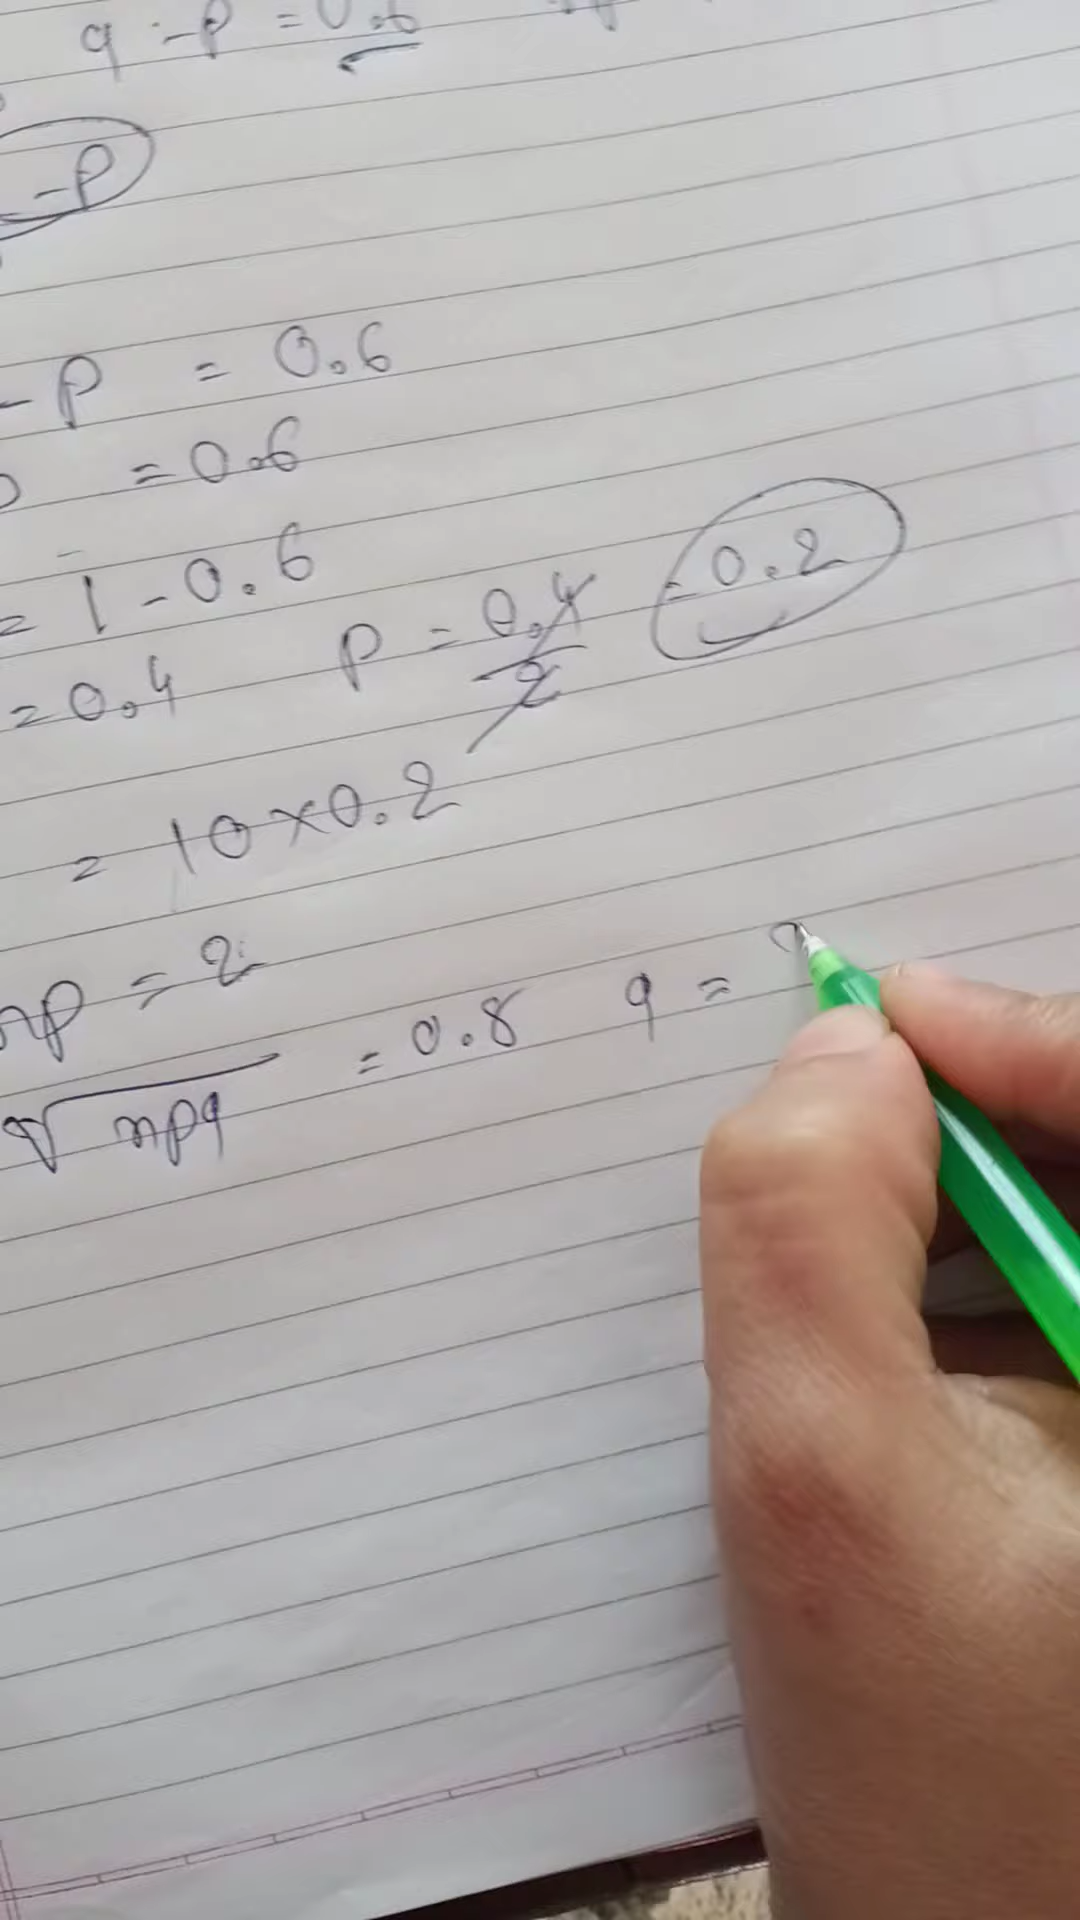 q - p = 0.6
- p
- p = 0.6
= 0.6
= 1 - 0.6
= 0.4 p = 0.4/2 = 0.2
= 10 × 0.2
np = 2
√npq = 0.8 q =